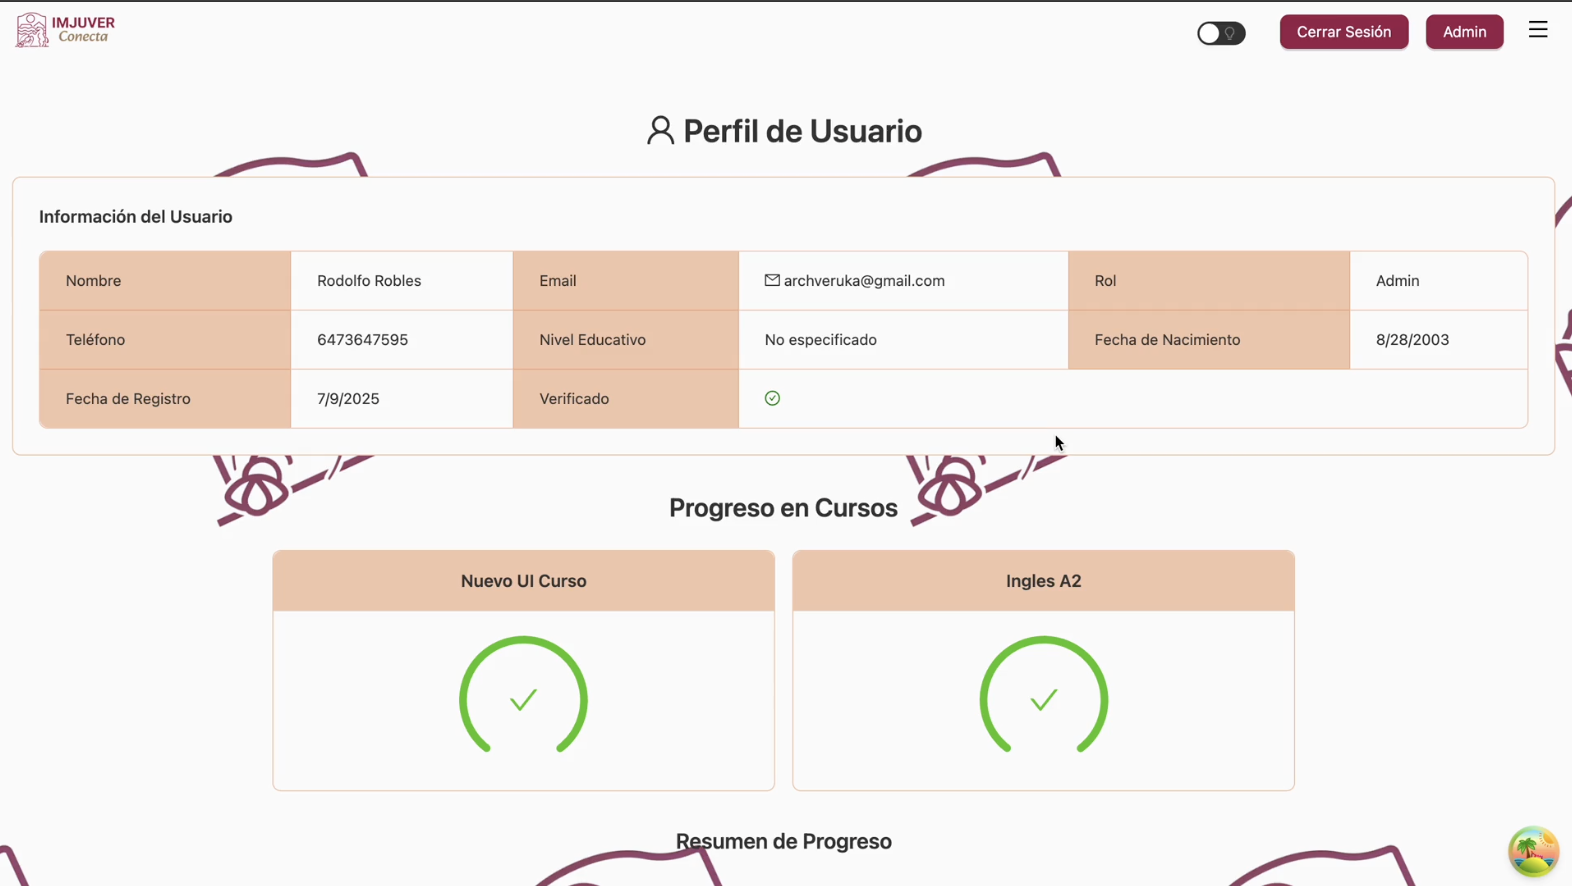 IMJUVER
Conecta
Cerrar Sesión
Admin
Perfil de Usuario
Información del Usuario
Nombre
Rodolfo Robles
Email
archveruka@gmail.com
Rol
Admin
Teléfono
6473647595
Nivel Educativo
No especificado
Fecha de Nacimiento
8/28/2003
Fecha de Registro
7/9/2025
Verificado
Progreso en Cursos
Nuevo UI Curso
Ingles A2
Resumen de Progreso